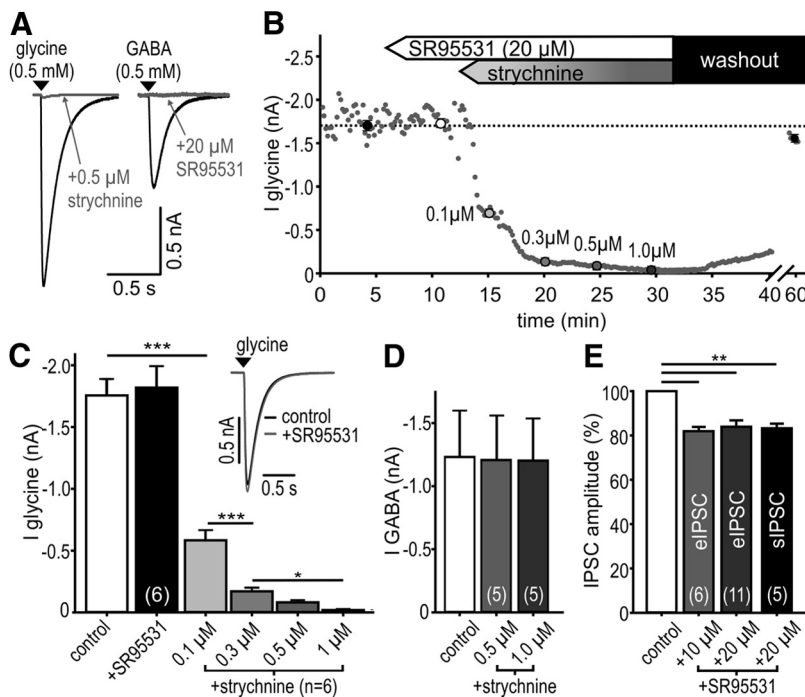 A
glycine
(0.5 mM)
GABA
(0.5 mM)
+0.5 µM
strychnine
+20 µM
SR95531
0.5 nA
0.5 s
B
SR95531 (20 µM)
strychnine
washout
I glycine (nA)
-2.5
-2.0
-1.5
-1.0
-0.5
0
0.1µM
0.3µM
0.5µM
1.0µM
0 5 10 15 20 25 30 35 40 60
time (min)
C
***
glycine
control
+SR95531
0.5 nA
0.5 s
I glycine (nA)
-2.0
-1.5
-1.0
-0.5
0
***
*
(6)
control
+SR95531
0.1 µM
0.3 µM
0.5 µM
1 µM
+strychnine (n=6)
D
I GABA (nA)
-1.5
-1.0
-0.5
0
(5)
(5)
control
0.5 µM
1.0 µM
+strychnine
E
**
IPSC amplitude (%)
100
80
60
40
20
0
eIPSC
eIPSC
sIPSC
(6)
(11)
(5)
control
+10 µM
+20 µM
+20 µM
+SR95531